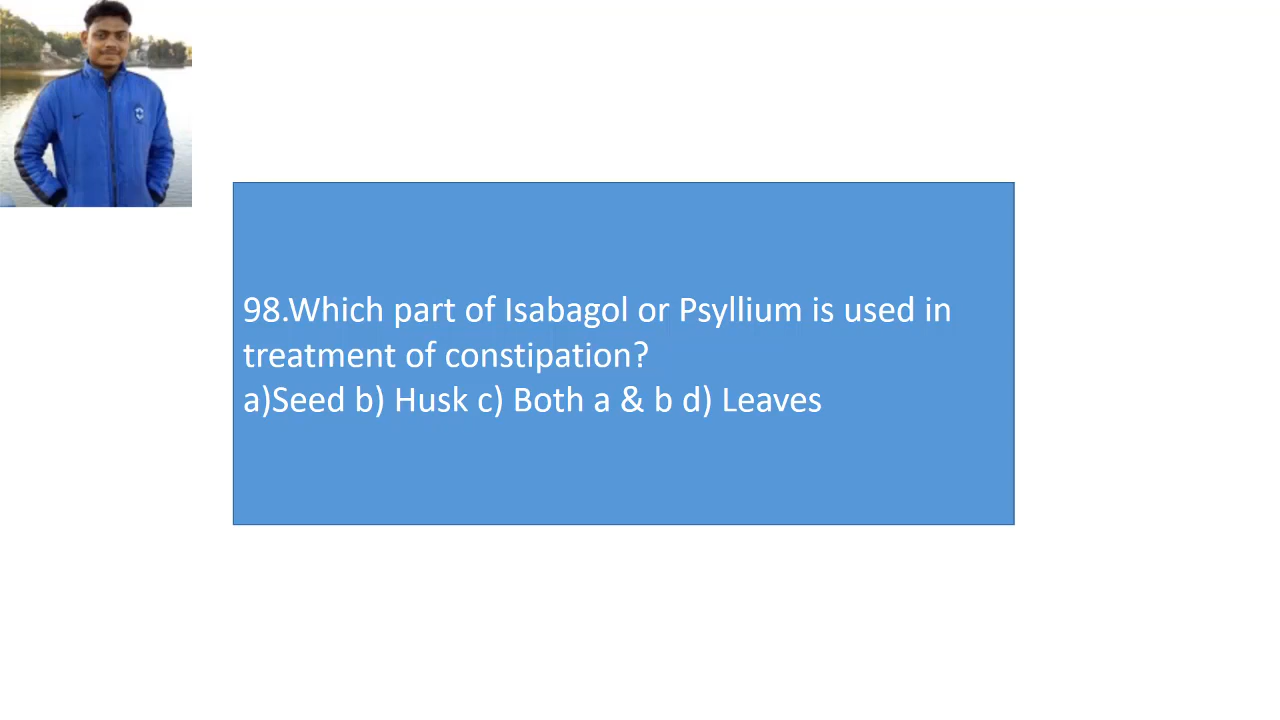 98.Which part of Isabagol or Psyllium is used in
treatment of constipation?
a)Seed b) Husk c) Both a & b d) Leaves